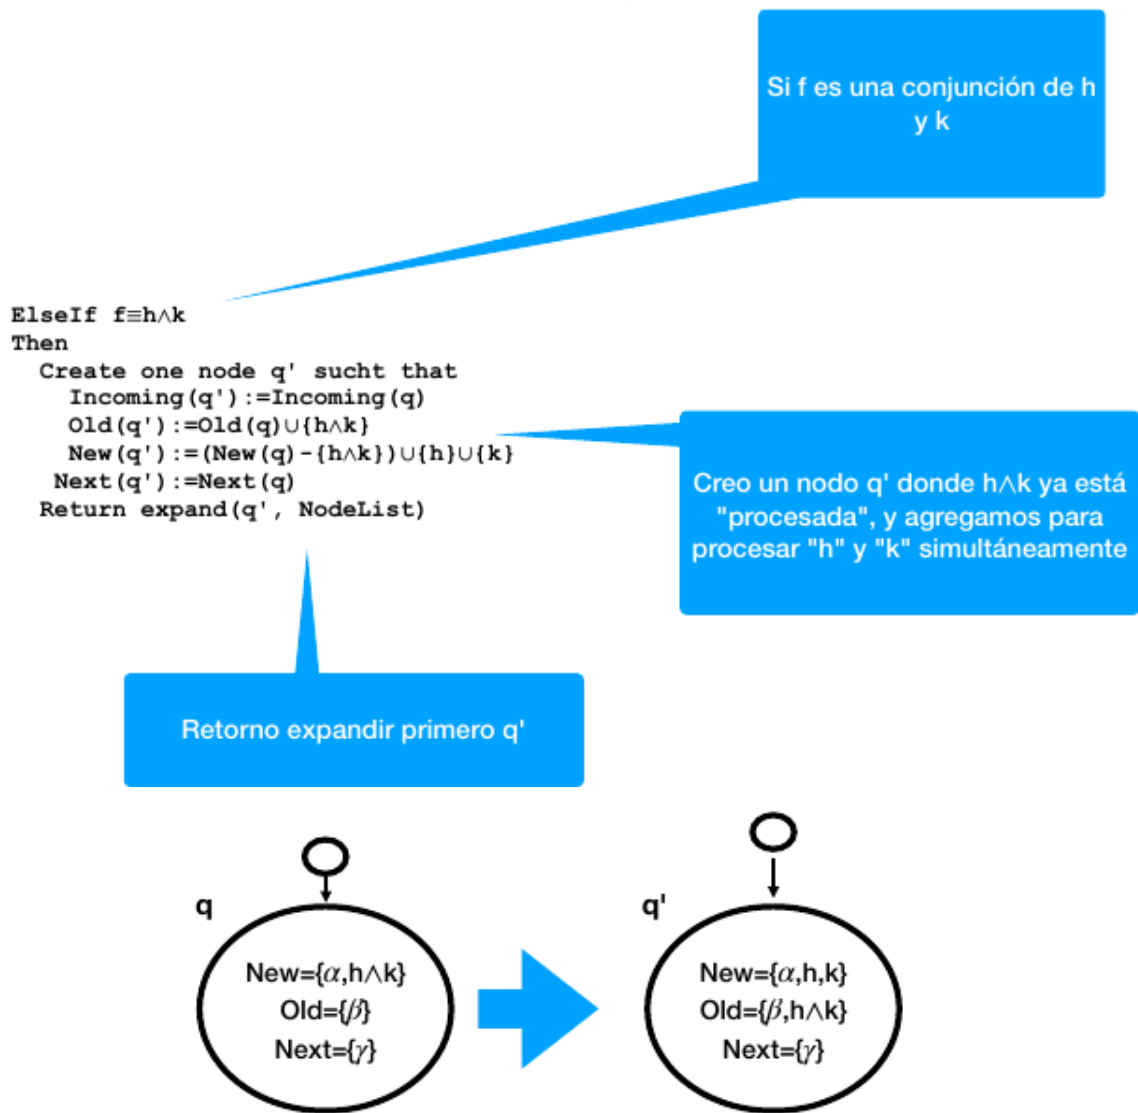 Si f es una conjunción de h
y k
ElseIf f≡h∧k
Then
Create one node q' sucht that
Incoming(q'):=Incoming(q)
Old(q'):=Old(q)∪{h∧k}
New(q'):=(New(q)-{h∧k})∪{h}∪{k}
Next(q'):=Next(q)
Return expand(q', NodeList)
Creo un nodo q' donde h∧k ya está
"procesada", y agregamos para
procesar "h" y "k" simultáneamente
Retorno expandir primero q'
q
New={α,h∧k}
Old={β}
Next={γ}
q'
New={α,h,k}
Old={β,h∧k}
Next={γ}